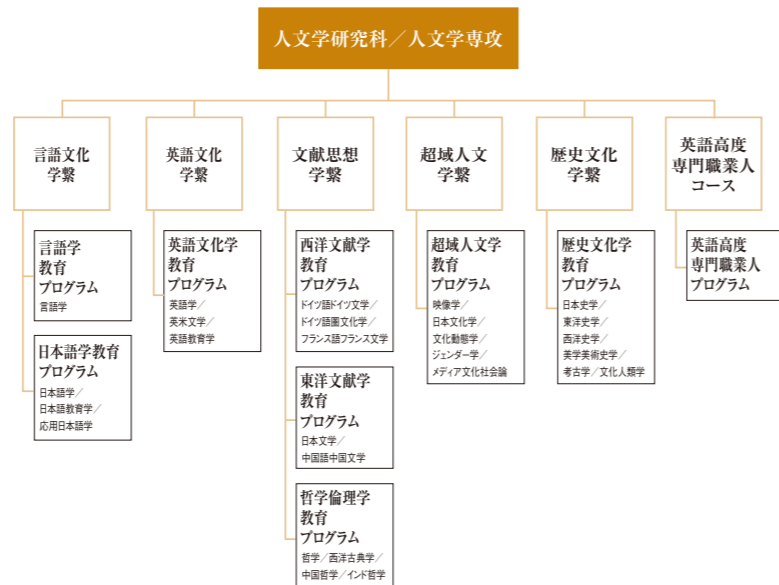 人文学研究科／人文学専攻
言語文化
学繋
英語文化
学繋
文献思想
学繋
超域人文
学繋
歴史文化
学繋
英語高度
専門職業人
コース
言語学
教育
プログラム
言語学
日本語学教育
プログラム
日本語学／
日本語教育学／
応用日本語学
英語文化学
教育
プログラム
英語学／
英米文学／
英語教育学
西洋文献学
教育
プログラム
ドイツ語ドイツ文学／
ドイツ語圏文化学／
フランス語フランス文学
東洋文献学
教育
プログラム
日本文学／
中国語中国文学
哲学倫理学
教育
プログラム
哲学／西洋古典学／
中国哲学／インド哲学
超域人文学
教育
プログラム
映像学／
日本文化学／
文化動態学／
ジェンダー学／
メディア文化社会論
歴史文化学
教育
プログラム
日本史学／
東洋史学／
西洋史学／
美学美術史学／
考古学／文化人類学
英語高度
専門職業人
プログラム